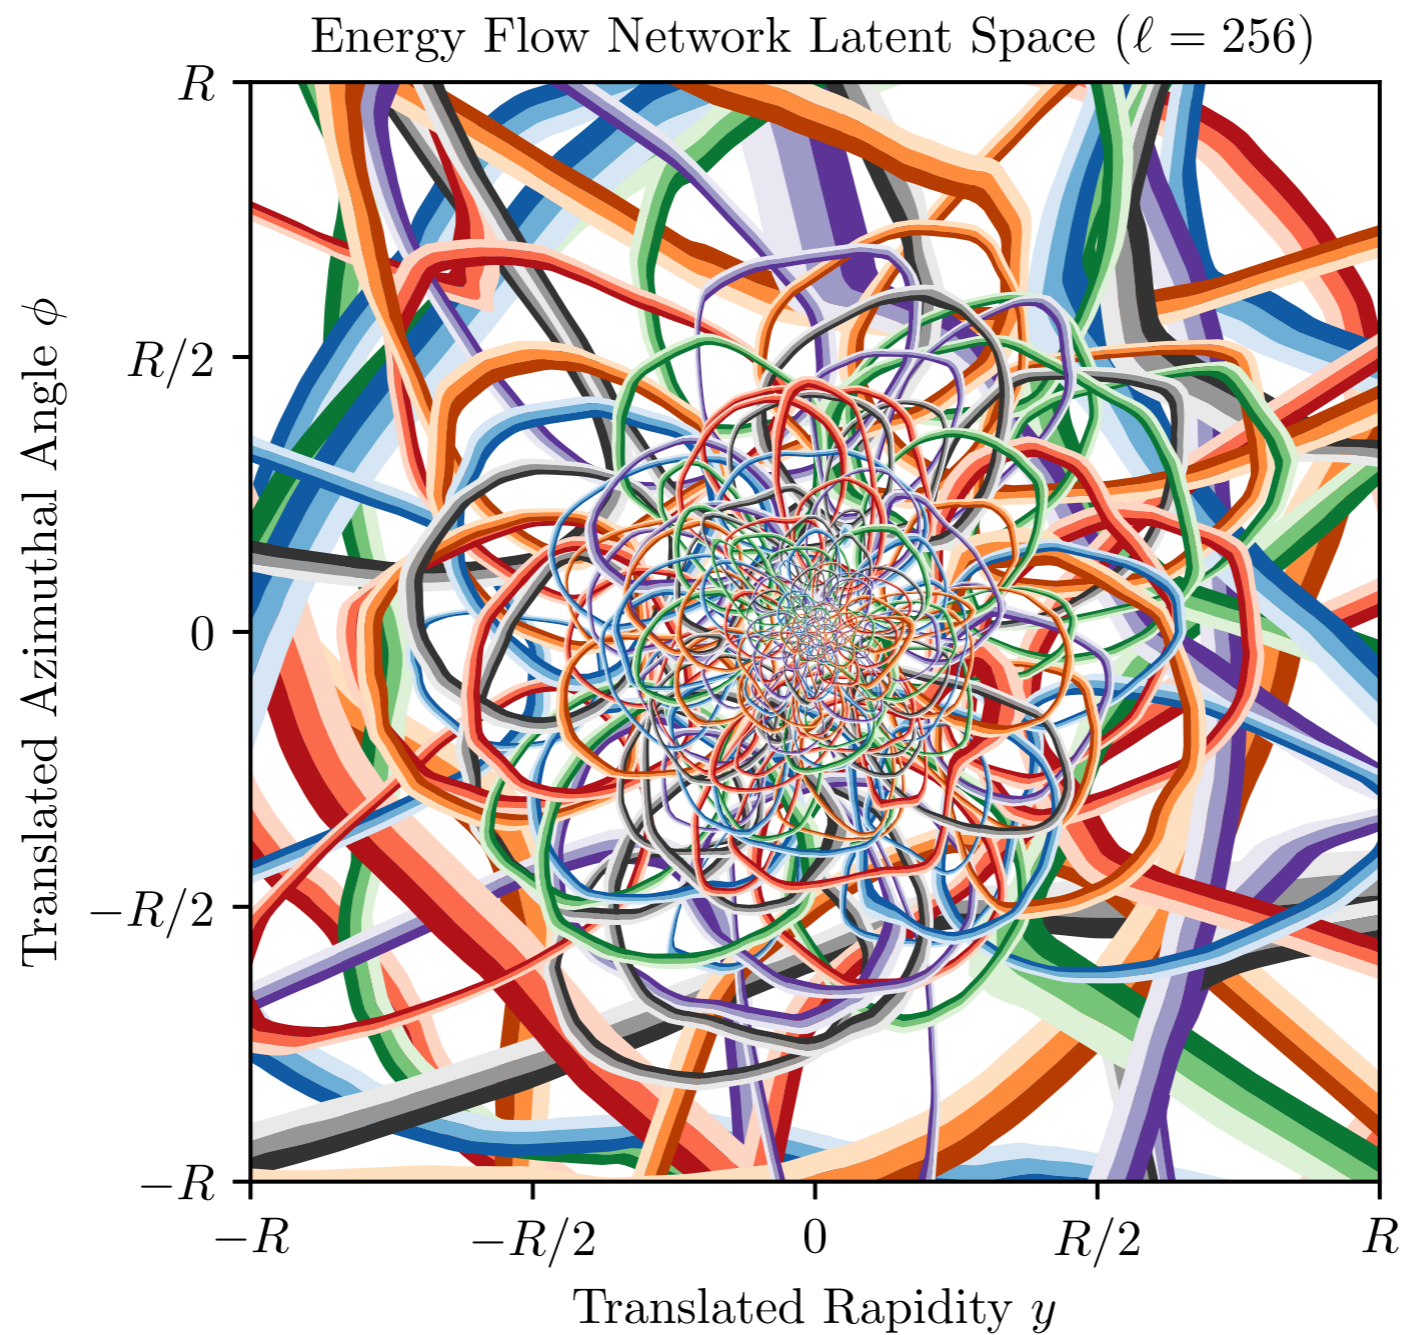 Energy Flow Network Latent Space (ℓ = 256)
Translated Azimuthal Angle ϕ
R
R/2
0
−R/2
−R
−R
−R/2
0
R/2
R
Translated Rapidity y